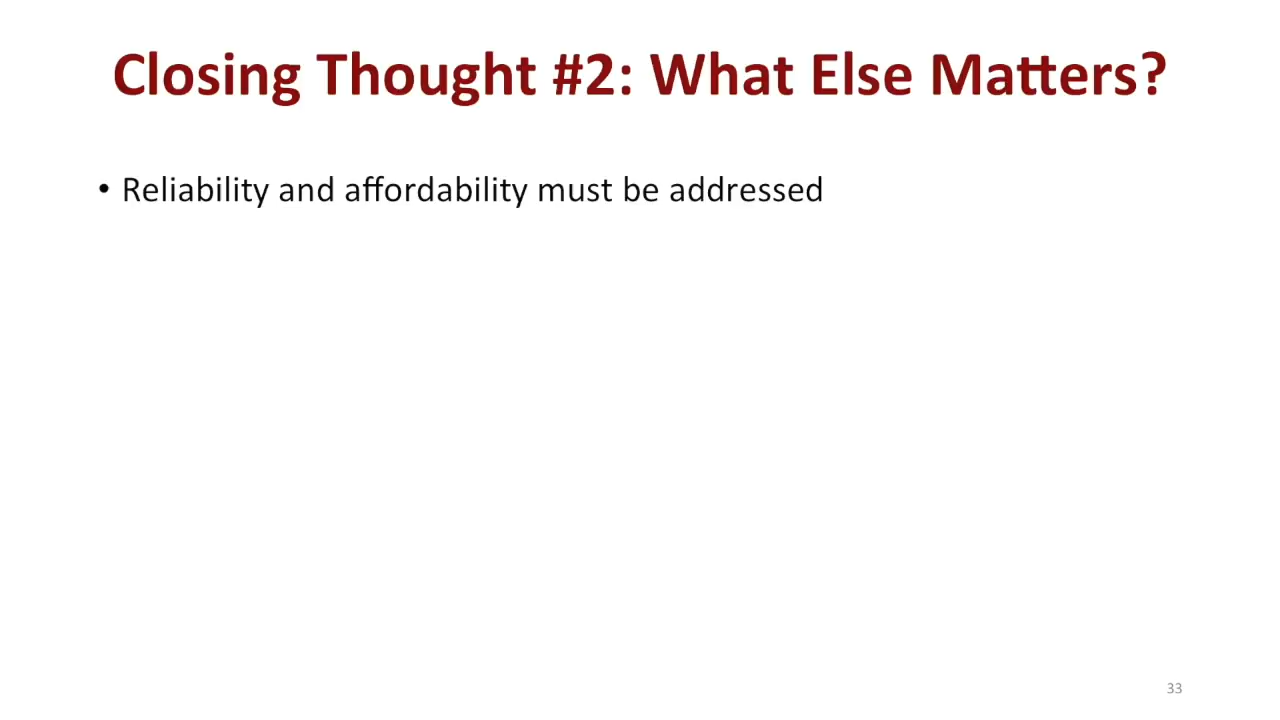 Closing Thought #2: What Else Matters?
• Reliability and affordability must be addressed
33